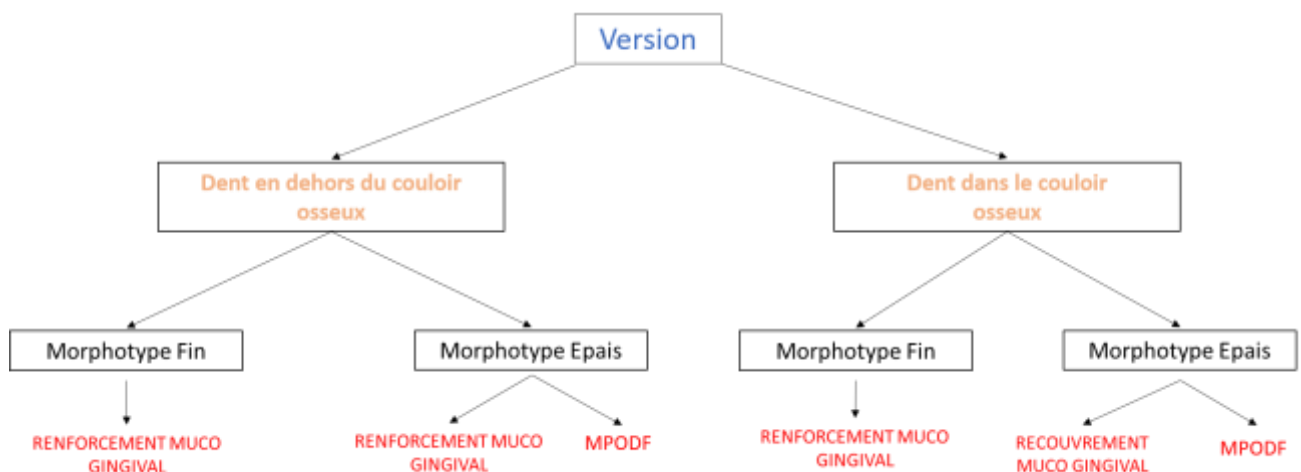 Version
Dent en dehors du couloir
osseux
Dent dans le couloir
osseux
Morphotype Fin
Morphotype Epais
Morphotype Fin
Morphotype Epais
RENFORCEMENT MUCO
GINGIVAL
RENFORCEMENT MUCO
GINGIVAL
MPODF
RENFORCEMENT MUCO
GINGIVAL
RECOUVREMENT
MUCO GINGIVAL
MPODF